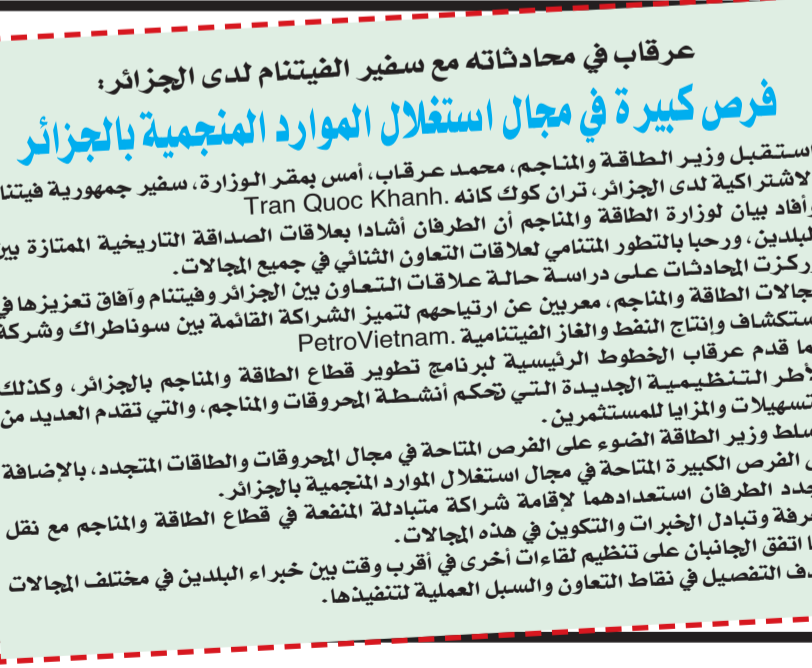 عرقاب في محادثاته مع سفير الفيتنام لدى الجزائر:
فرص كبيرة في مجال استغلال الموارد المنجمية بالجزائر
استقبل وزير الطاقة والمناجم، محمد عرقاب، أمس بمقر الوزارة، سفير جمهورية
الاشتراكية لدى الجزائر، تران كوك كانه .Tran Quoc Khanh
وأفاد بيان لوزارة الطاقة والمناجم أن الطرفان أشادا بعلاقات الصداقة التاريخية الممتازة بين
البلدين، ورحبا بالتطور المتنامي لعلاقات التعاون الثنائي في جميع المجالات.
وركزت المحادثات على دراسة حالة علاقات التعاون بين الجزائر وفيتنام وآفاق تعزيزها في
مجالات الطاقة والمناجم، معربين عن ارتياحهم لتميز الشراكة القائمة بين سوناطراك وشركة
استكشاف وإنتاج النفط والغاز الفيتنامية .PetroVietnam
قدم عرقاب الخطوط الرئيسية لبرنامج تطوير قطاع الطاقة والمناجم بالجزائر، وكذلك
الأطر التنظيمية الجديدة التي تحكم أنشطة المحروقات والمناجم، والتي تقدم العديد من
التسهيلات والمزايا للمستثمرين.
سلط وزير الطاقة الضوء على الفرص المتاحة في مجال المحروقات والطاقات المتجدد، بالإضافة
الفرص الكبيرة المتاحة في مجال استغلال الموارد المنجمية بالجزائر.
الطرفان استعدادهما لإقامة شراكة متبادلة المنفعة في قطاع الطاقة والمناجم مع نقل
وتبادل الخبرات والتكوين في هذه المجالات.
اتفق الجانبان على تنظيم لقاءات أخرى في أقرب وقت بين خبراء البلدين في مختلف المجالات
التفصيل في نقاط التعاون والسبل العملية لتنفيذها.